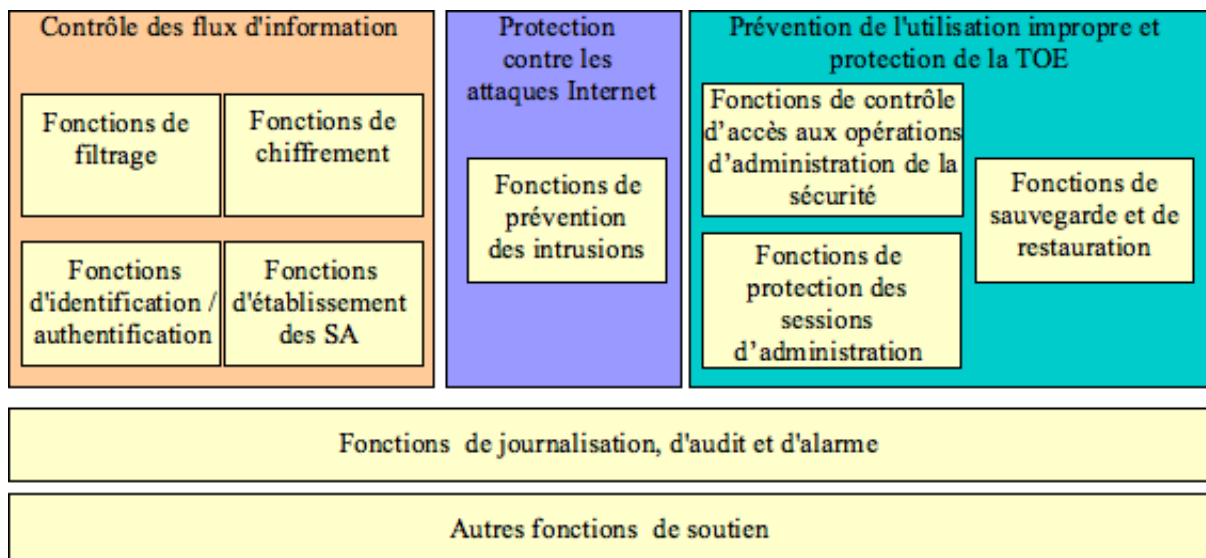 Contrôle des flux d'information
Fonctions de
filtrage
Fonctions de
chiffrement
Fonctions
d'identification /
authentification
Fonctions
d'établissement
des SA
Protection
contre les
attaques Internet
Fonctions de
prévention
des intrusions
Prévention de l'utilisation impropre et
protection de la TOE
Fonctions de contrôle
d’accès aux opérations
d’administration de la
sécurité
Fonctions de
protection des
sessions
d’administration
Fonctions de
sauvegarde et de
restauration
Fonctions de journalisation, d'audit et d'alarme
Autres fonctions de soutien